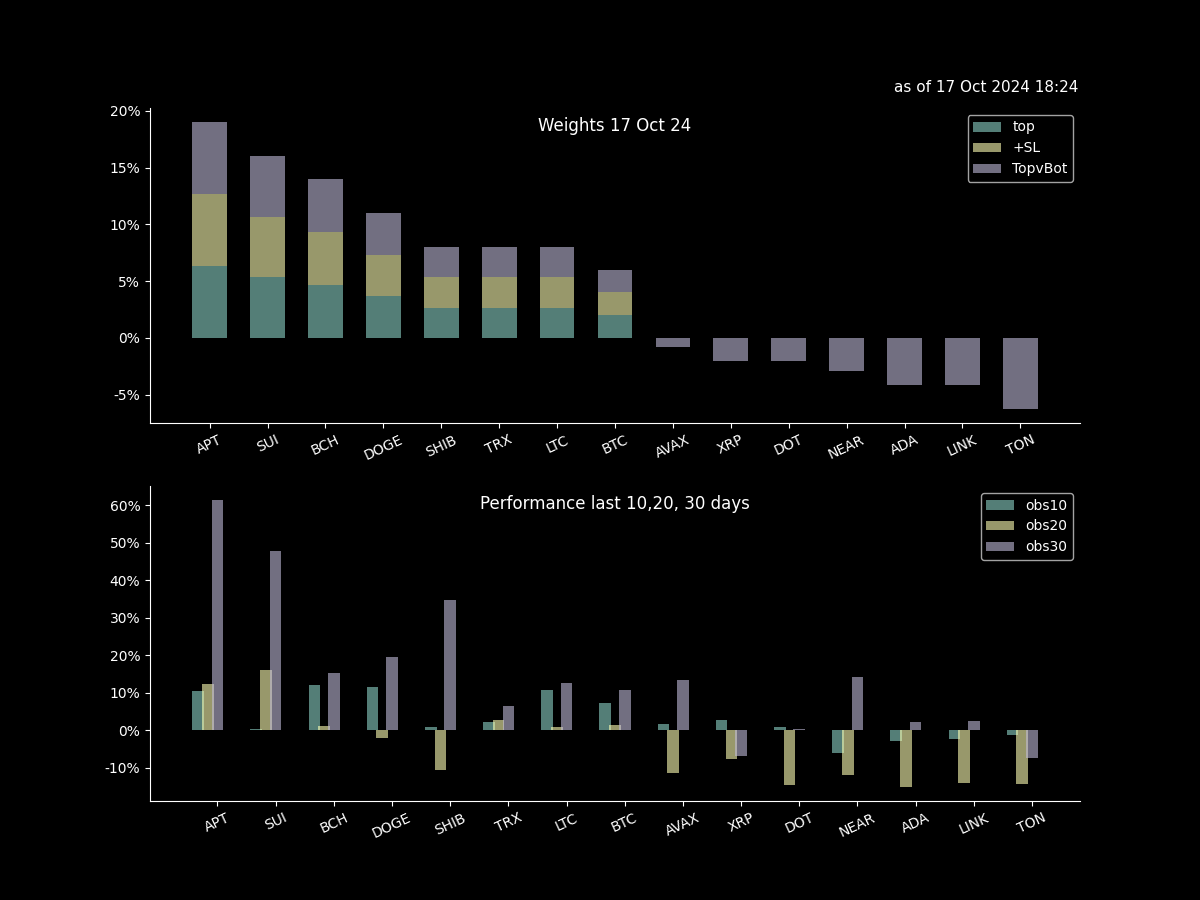 as of 17 Oct 2024 18:24
Weights 17 Oct 24
top
+SL
TopvBot
20%
15%
10%
5%
0%
-5%
APT SUI BCH DOGE SHIB TRX LTC BTC AVAX XRP DOT NEAR ADA LINK TON
Performance last 10,20, 30 days
obs10
obs20
obs30
60%
50%
40%
30%
20%
10%
0%
-10%
APT SUI BCH DOGE SHIB TRX LTC BTC AVAX XRP DOT NEAR ADA LINK TON